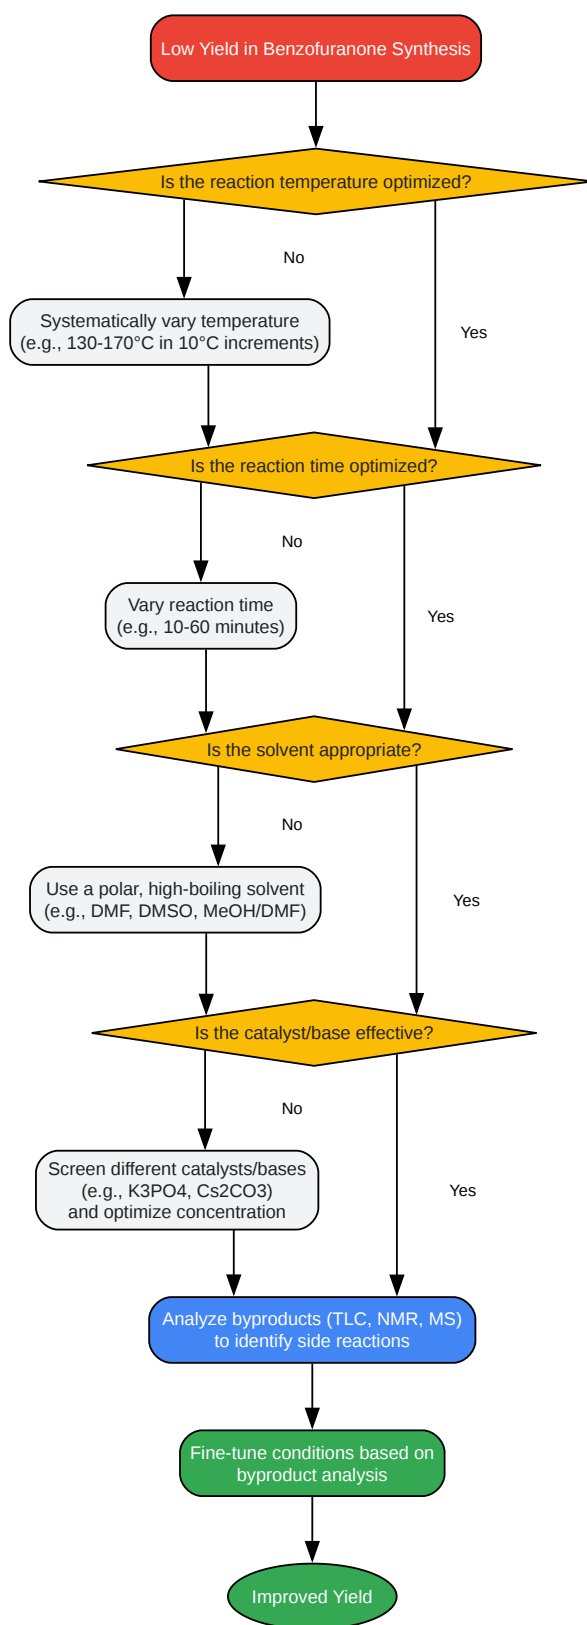 Low Yield in Benzofuranone Synthesis
Is the reaction temperature optimized?
No
Systematically vary temperature
(e.g., 130-170°C in 10°C increments)
Yes
Is the reaction time optimized?
No
Vary reaction time
(e.g., 10-60 minutes)
Yes
Is the solvent appropriate?
No
Use a polar, high-boiling solvent
(e.g., DMF, DMSO, MeOH/DMF)
Yes
Is the catalyst/base effective?
No
Screen different catalysts/bases
(e.g., K3PO4, Cs2CO3)
and optimize concentration
Yes
Analyze byproducts (TLC, NMR, MS)
to identify side reactions
Fine-tune conditions based on
byproduct analysis
Improved Yield